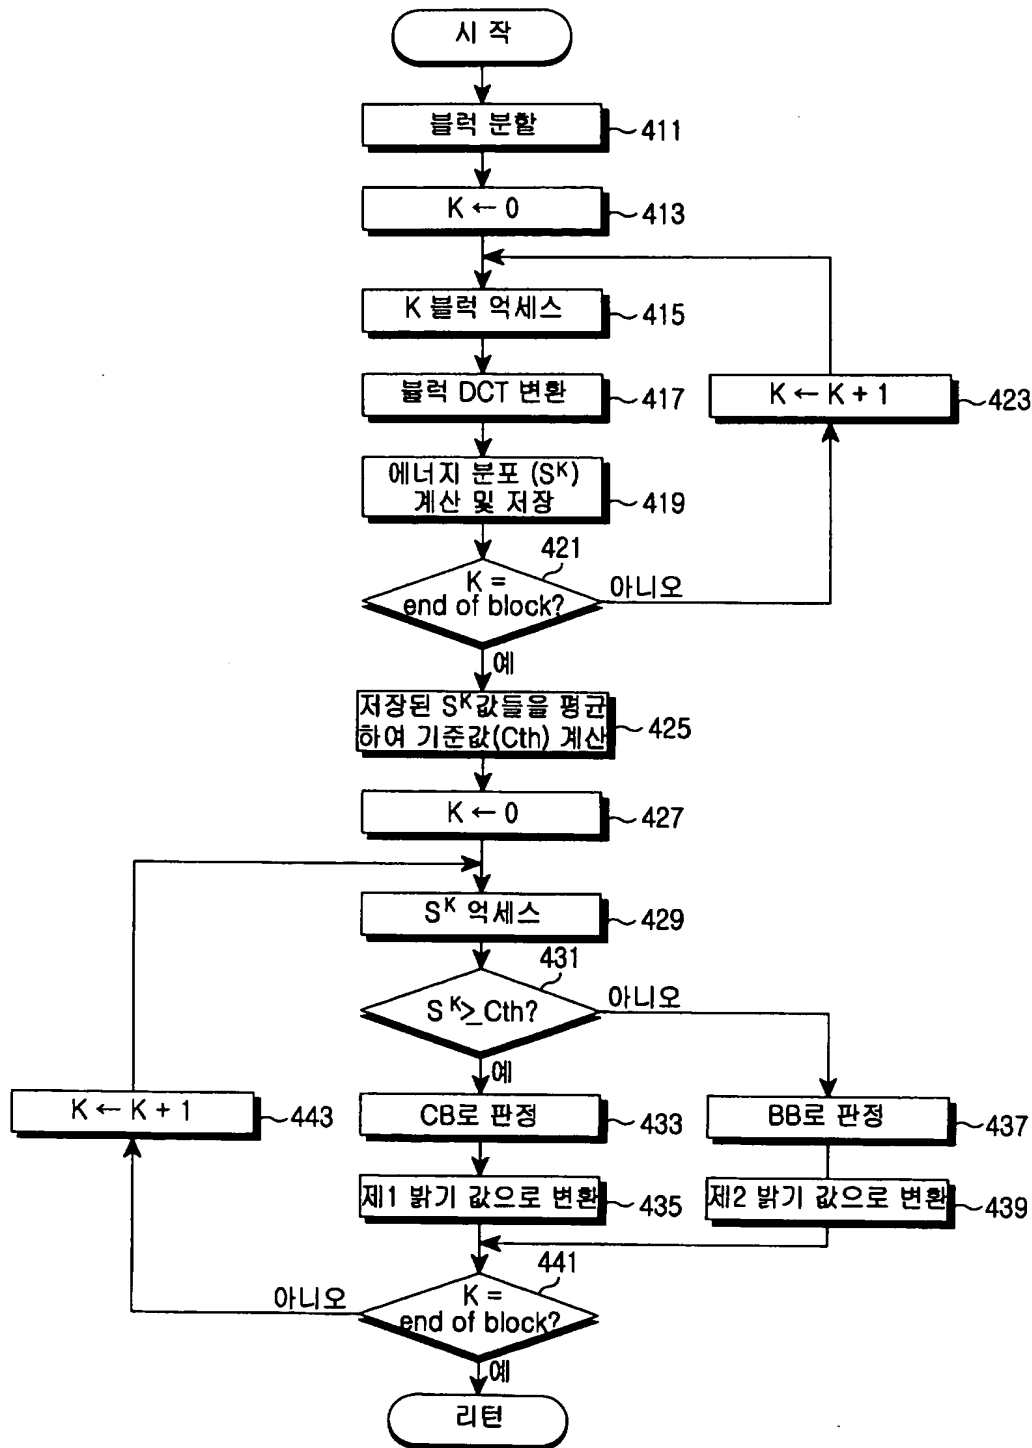 시 작
블럭 분할
411
K ← 0
413
K 블럭 억세스
415
블럭 DCT 변환
417
K ← K + 1
423
에너지 분포 (S^K)
계산 및 저장
419
421
K =
end of block?
아니오
예
저장된 S^K 값들을 평균
하여 기준값(Cth) 계산
425
K ← 0
427
S^K 억세스
429
431
S^K ≥ Cth?
아니오
예
K ← K + 1
443
CB로 판정
433
BB로 판정
437
제1 밝기 값으로 변환
435
제2 밝기 값으로 변환
439
441
K =
end of block?
아니오
예
리턴